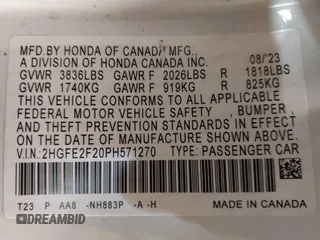 MFD.BY HONDA OF CANADA MFG.,
A DIVISION OF HONDA CANADA INC. 08/'23
GVWR 3836LBS GAWR F 2026LBS R 1818LBS
GVWR 1740KG GAWR F 919KG R 825KG
THIS VEHICLE CONFORMS TO ALL APPLICABLE
FEDERAL MOTOR VEHICLE SAFETY , BUMPER ,
AND THEFT PREVENTION STANDARDS IN EFFECT
ON THE DATE OF MANUFACTURE SHOWN ABOVE.
V.I.N.:2HGFE2F20PH571270 TYPE: PASSENGER CAR
T23 P AA8 -NH883P -A -H
MADE IN CANADA
DREAMBID